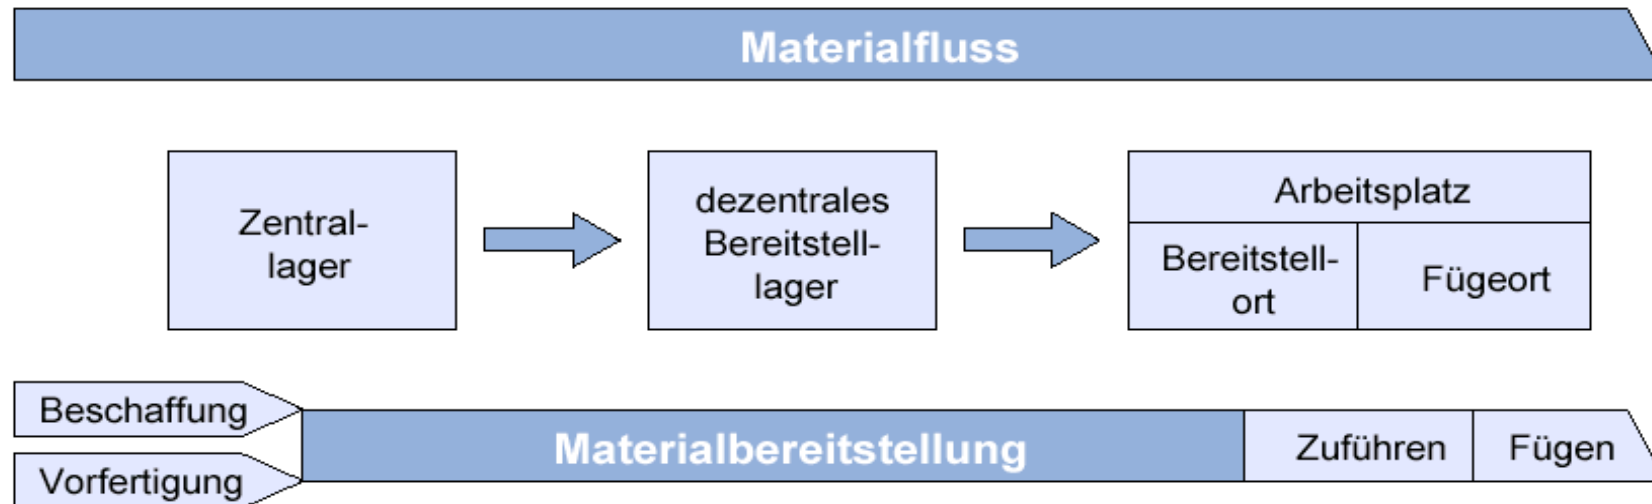 Materialfluss
Zentral-
lager
dezentrales
Bereitstell-
lager
Arbeitsplatz
Bereitstell-
ort
Fügeort
Beschaffung
Vorfertigung
Materialbereitstellung
Zuführen
Fügen